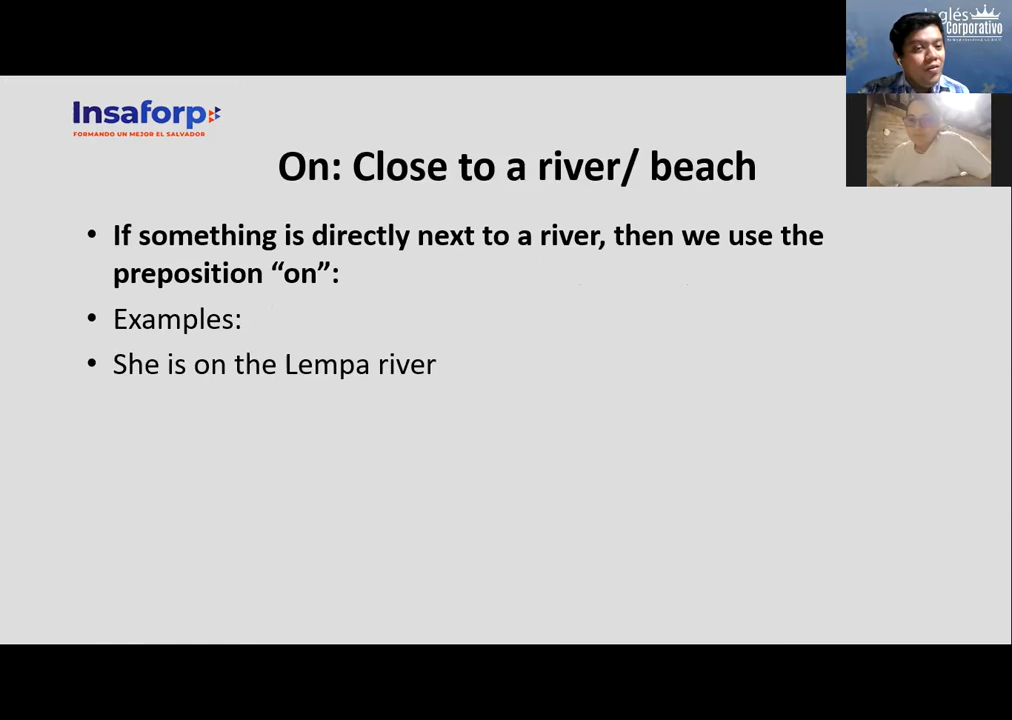 Inglés
Corporativo
Insaforp
FORMANDO UN MEJOR EL SALVADOR
On: Close to a river/ beach
• If something is directly next to a river, then we use the
preposition “on”:
• Examples:
• She is on the Lempa river